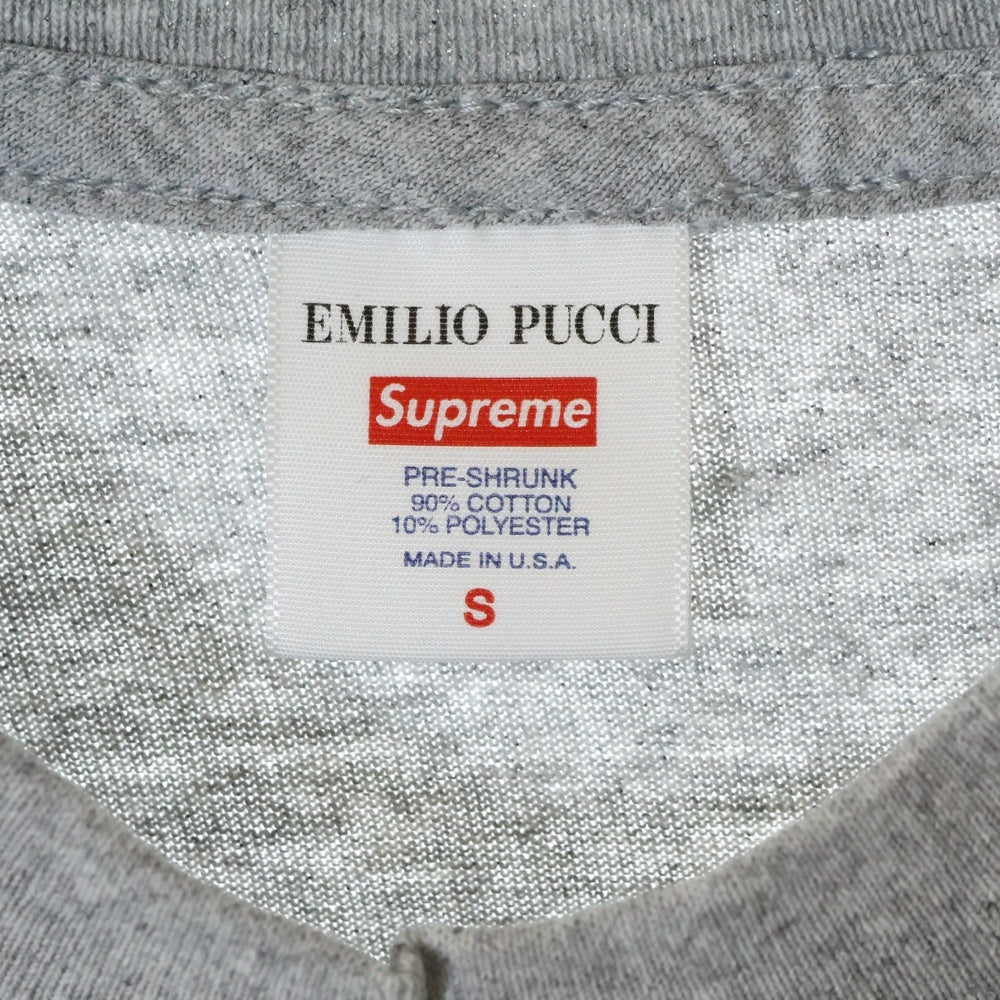 EMILIO PUCCI
Supreme
PRE-SHRUNK
90% COTTON
10% POLYESTER
MADE IN U.S.A.
S